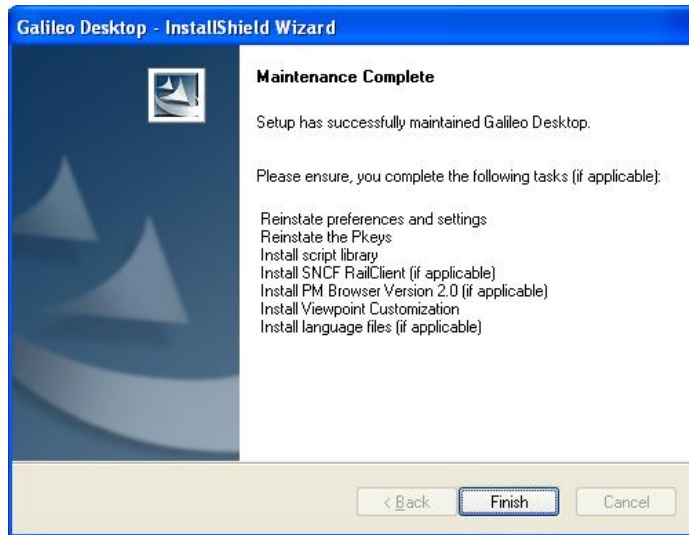 Galileo Desktop - InstallShield Wizard
Maintenance Complete
Setup has successfully maintained Galileo Desktop.
Please ensure, you complete the following tasks (if applicable):
Reinstate preferences and settings
Reinstate the Pkeys
Install script library
Install SNCF RailClient (if applicable)
Install PM Browser Version 2.0 (if applicable)
Install Viewpoint Customization
Install language files (if applicable)
< Back Finish Cancel